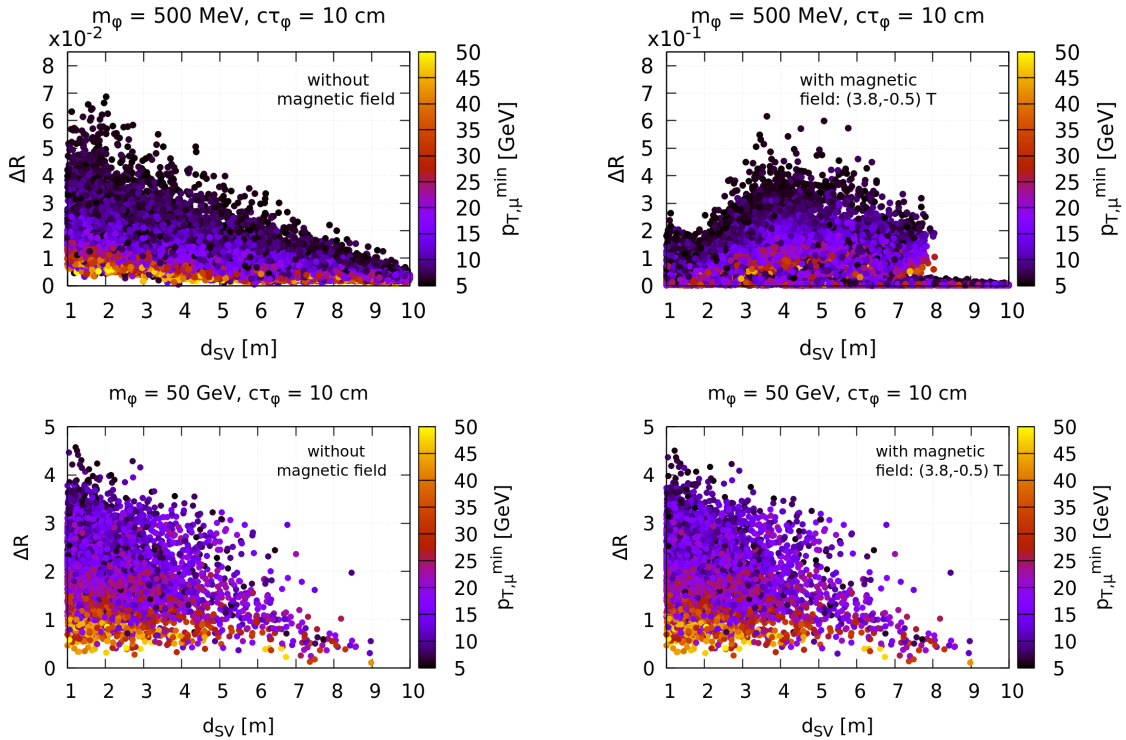 m_φ = 500 MeV, cτ_φ = 10 cm
x10^-2
without
magnetic field
8
7
6
5
4
3
2
1
0
ΔR
1 2 3 4 5 6 7 8 9 10
d_SV [m]
50
45
40
35
30
25
20
15
10
5
p_T,μ^min [GeV]
m_φ = 500 MeV, cτ_φ = 10 cm
x10^-1
with magnetic
field: (3.8,-0.5) T
8
7
6
5
4
3
2
1
0
ΔR
1 2 3 4 5 6 7 8 9 10
d_SV [m]
50
45
40
35
30
25
20
15
10
5
p_T,μ^min [GeV]
m_φ = 50 GeV, cτ_φ = 10 cm
without
magnetic field
5
4
3
2
1
0
ΔR
1 2 3 4 5 6 7 8 9 10
d_SV [m]
50
45
40
35
30
25
20
15
10
5
p_T,μ^min [GeV]
m_φ = 50 GeV, cτ_φ = 10 cm
with magnetic
field: (3.8,-0.5) T
5
4
3
2
1
0
ΔR
1 2 3 4 5 6 7 8 9 10
d_SV [m]
50
45
40
35
30
25
20
15
10
5
p_T,μ^min [GeV]